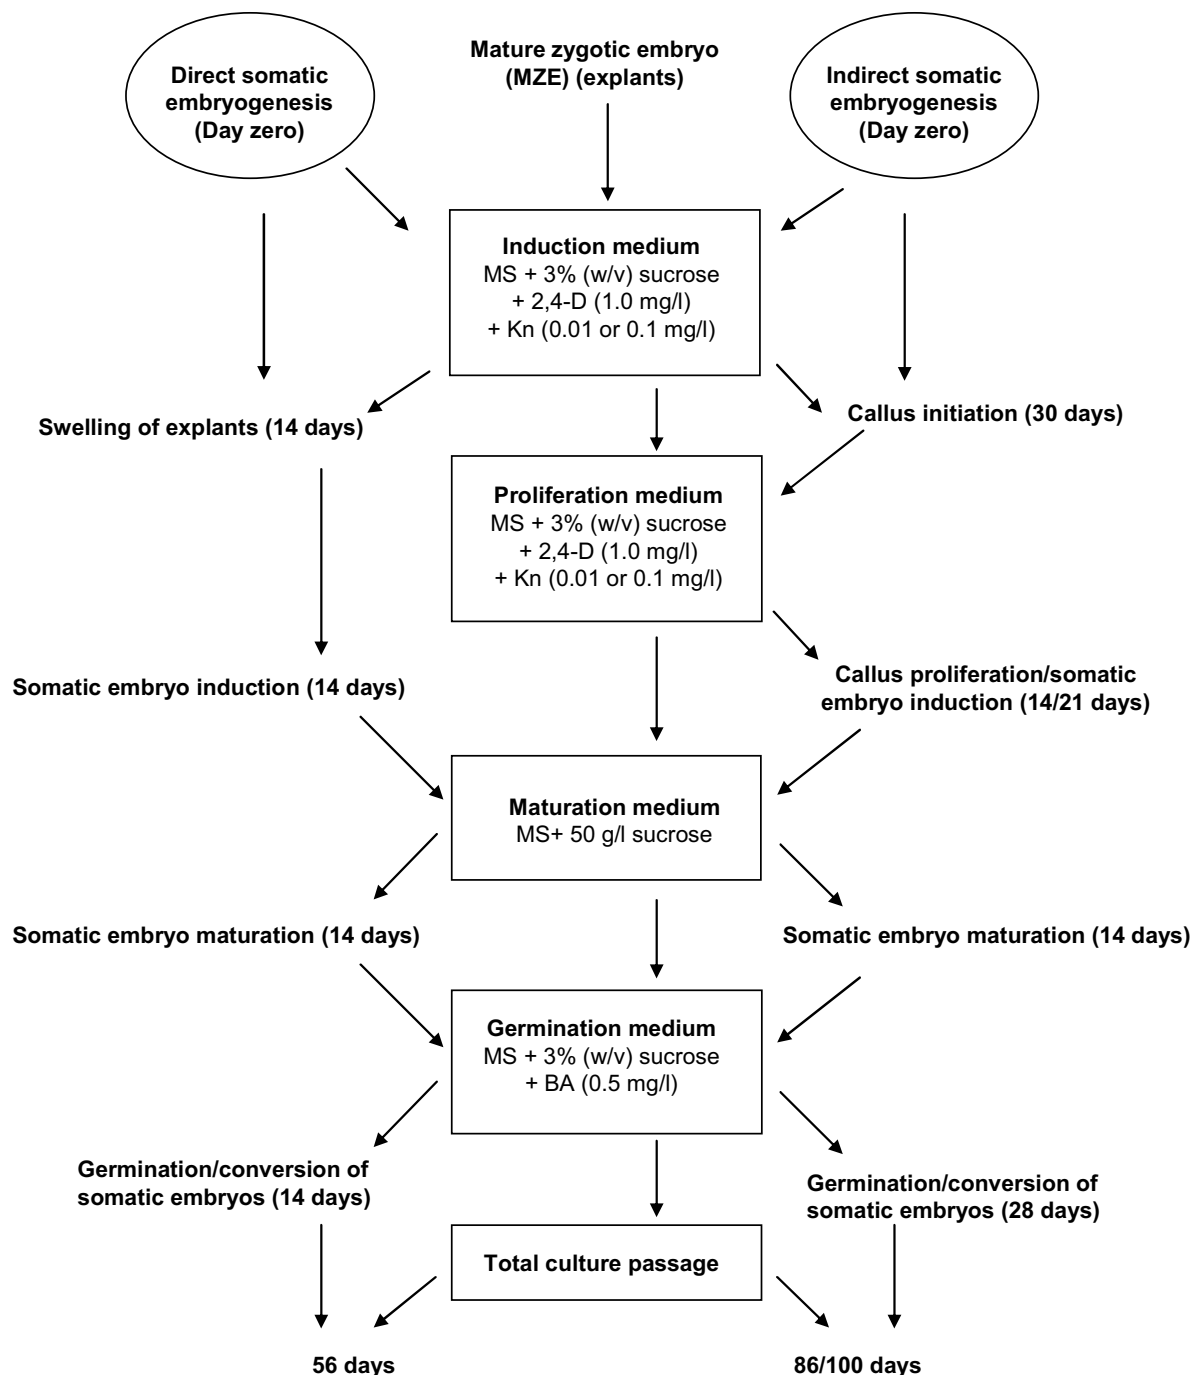 Direct somatic
embryogenesis
(Day zero)
Mature zygotic embryo
(MZE) (explants)
Indirect somatic
embryogenesis
(Day zero)
Induction medium
MS + 3% (w/v) sucrose
+ 2,4-D (1.0 mg/l)
+ Kn (0.01 or 0.1 mg/l)
Swelling of explants (14 days)
Callus initiation (30 days)
Proliferation medium
MS + 3% (w/v) sucrose
+ 2,4-D (1.0 mg/l)
+ Kn (0.01 or 0.1 mg/l)
Somatic embryo induction (14 days)
Callus proliferation/somatic
embryo induction (14/21 days)
Maturation medium
MS+ 50 g/l sucrose
Somatic embryo maturation (14 days)
Somatic embryo maturation (14 days)
Germination medium
MS + 3% (w/v) sucrose
+ BA (0.5 mg/l)
Germination/conversion of
somatic embryos (14 days)
Germination/conversion of
somatic embryos (28 days)
Total culture passage
56 days
86/100 days